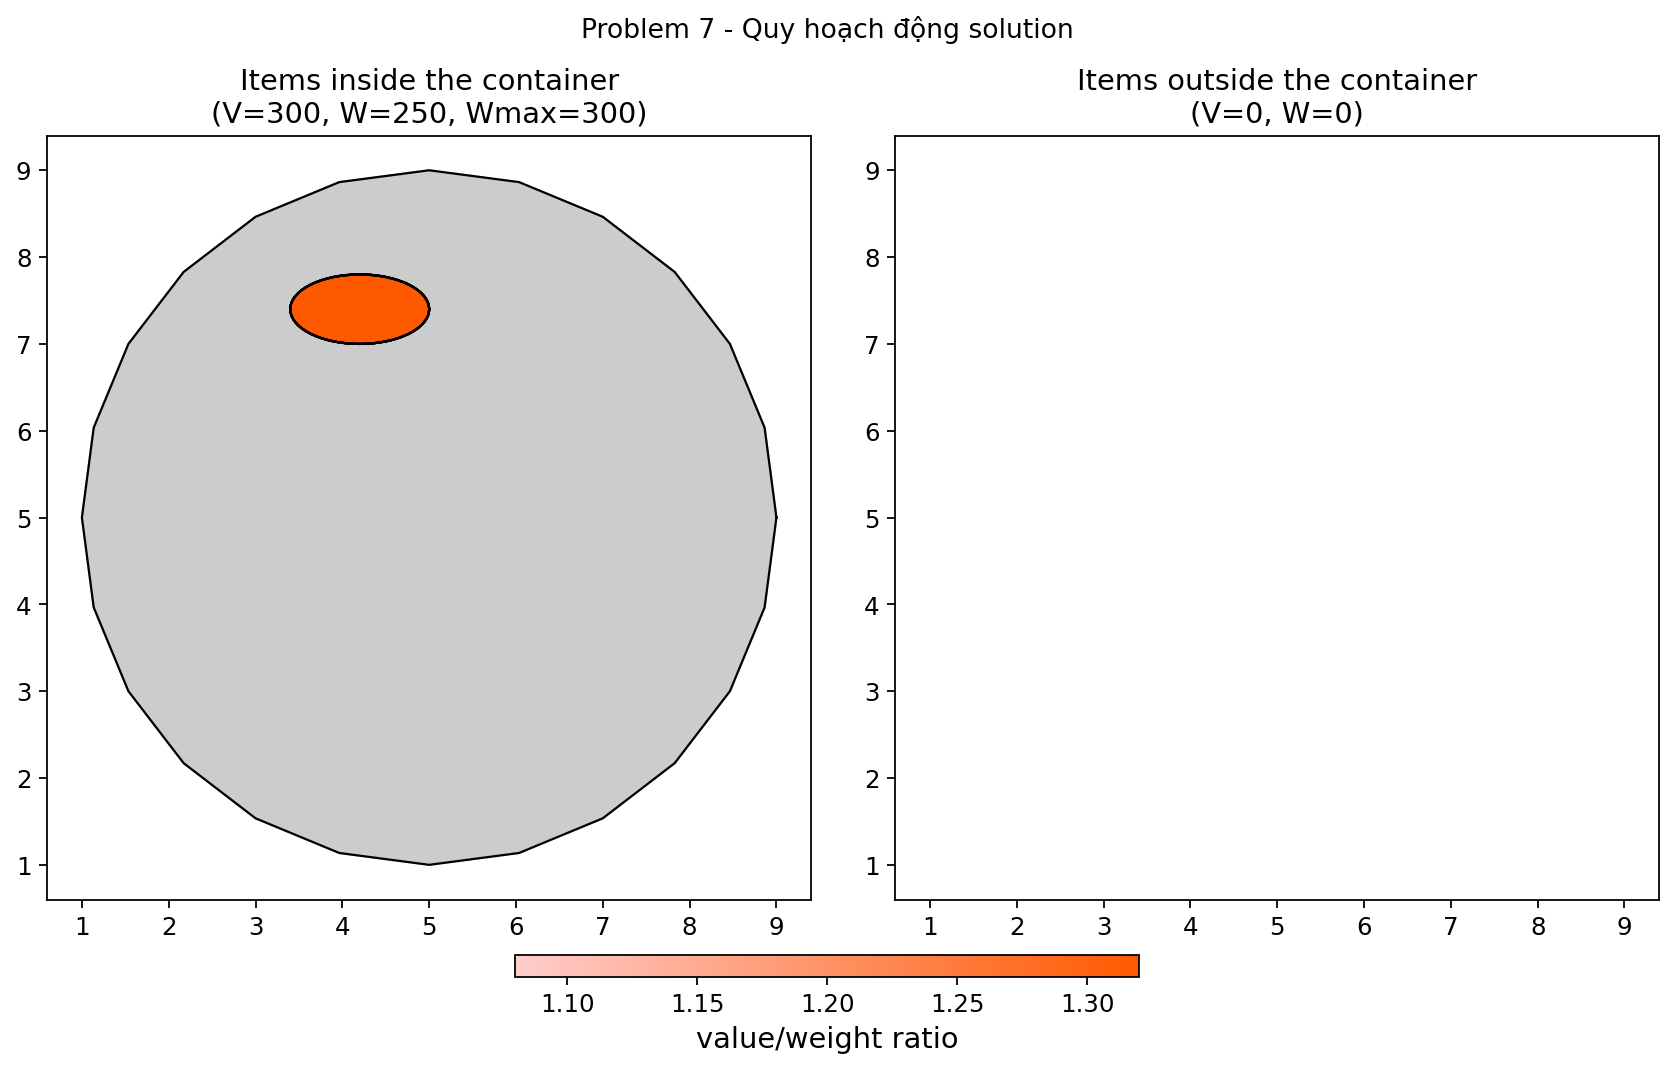 Problem 7 - Quy hoạch động solution
Items inside the container
(V=300, W=250, Wmax=300)
Items outside the container
(V=0, W=0)
9
8
7
6
5
4
3
2
1
1 2 3 4 5 6 7 8 9
9
8
7
6
5
4
3
2
1
1 2 3 4 5 6 7 8 9
1.10 1.15 1.20 1.25 1.30
value/weight ratio